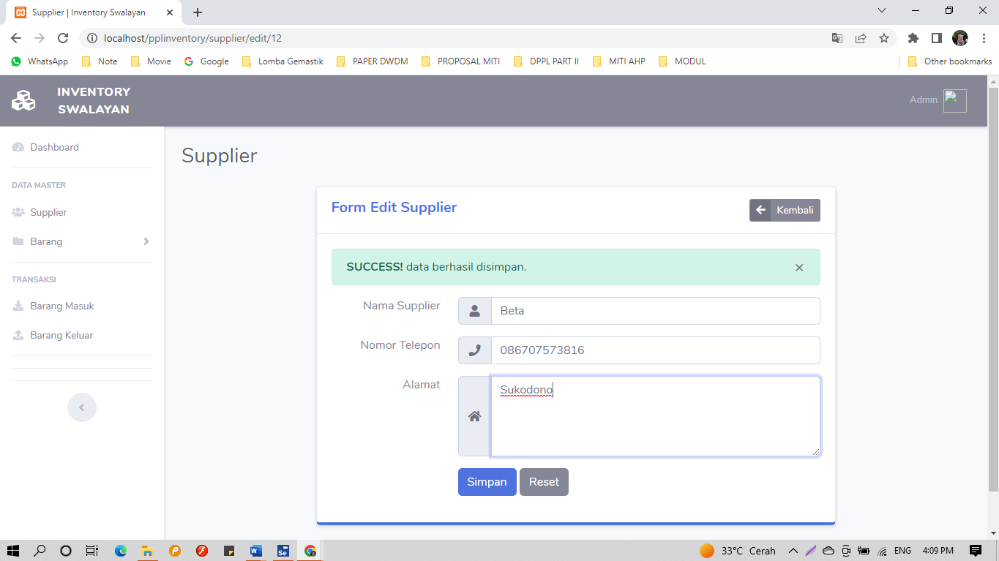 Supplier | Inventory Swalayan
localhost/pplinventory/supplier/edit/12
WhatsApp Note Movie Google Lomba Gemastik PAPER DWDM PROPOSAL MITI DPPL PART II MITI AHP MODUL Other bookmarks
INVENTORY
SWALAYAN
Admin
Dashboard
DATA MASTER
Supplier
Barang
TRANSAKSI
Barang Masuk
Barang Keluar
Supplier
Form Edit Supplier
Kembali
SUCCESS! data berhasil disimpan.
Nama Supplier
Beta
Nomor Telepon
086707573816
Alamat
Sukodono
Simpan
Reset
33°C Cerah
ENG
4:09 PM